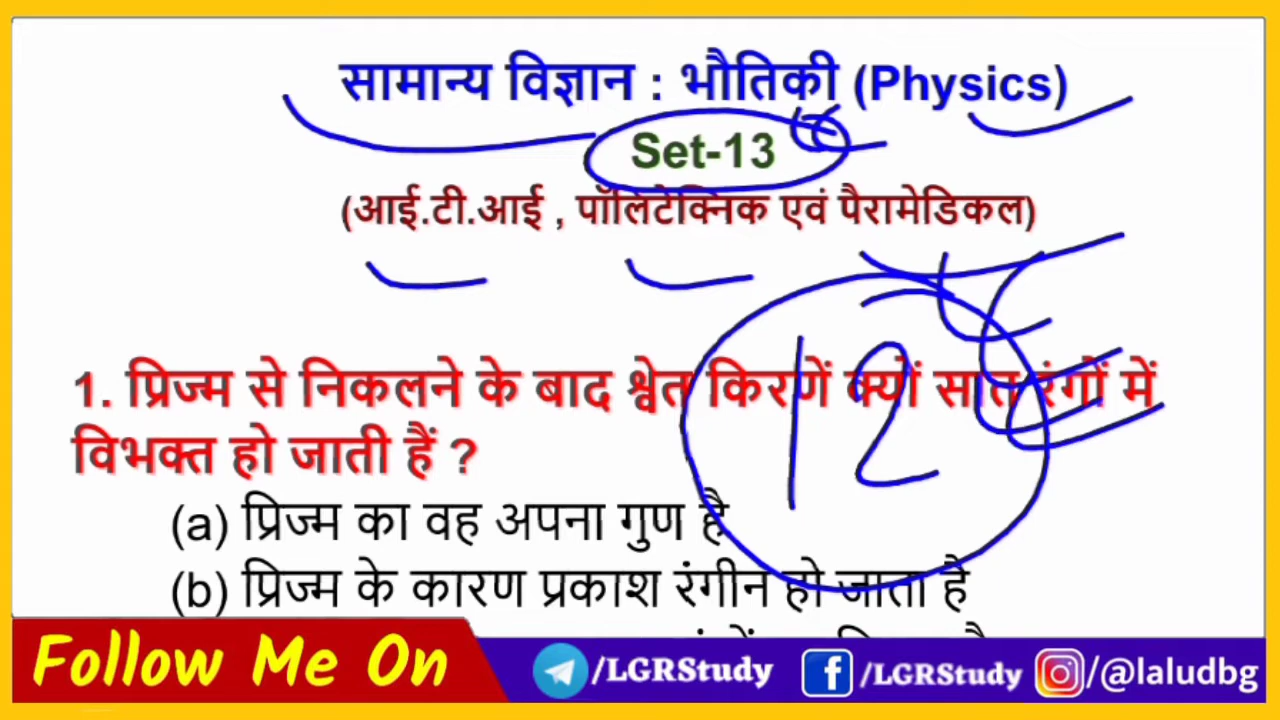 सामान्य विज्ञान : भौतिकी (Physics)
Set-13
(आई.टी.आई , पॉलिटेक्निक एवं पैरामेडिकल)
12
1. प्रिज्म से निकलने के बाद श्वेत किरणें क्यों सात रंगों में
विभक्त हो जाती हैं ?
(a) प्रिज्म का वह अपना गुण है
(b) प्रिज्म के कारण प्रकाश रंगीन हो जाता है
Follow Me On
/LGRStudy
/LGRStudy
/@laludbg